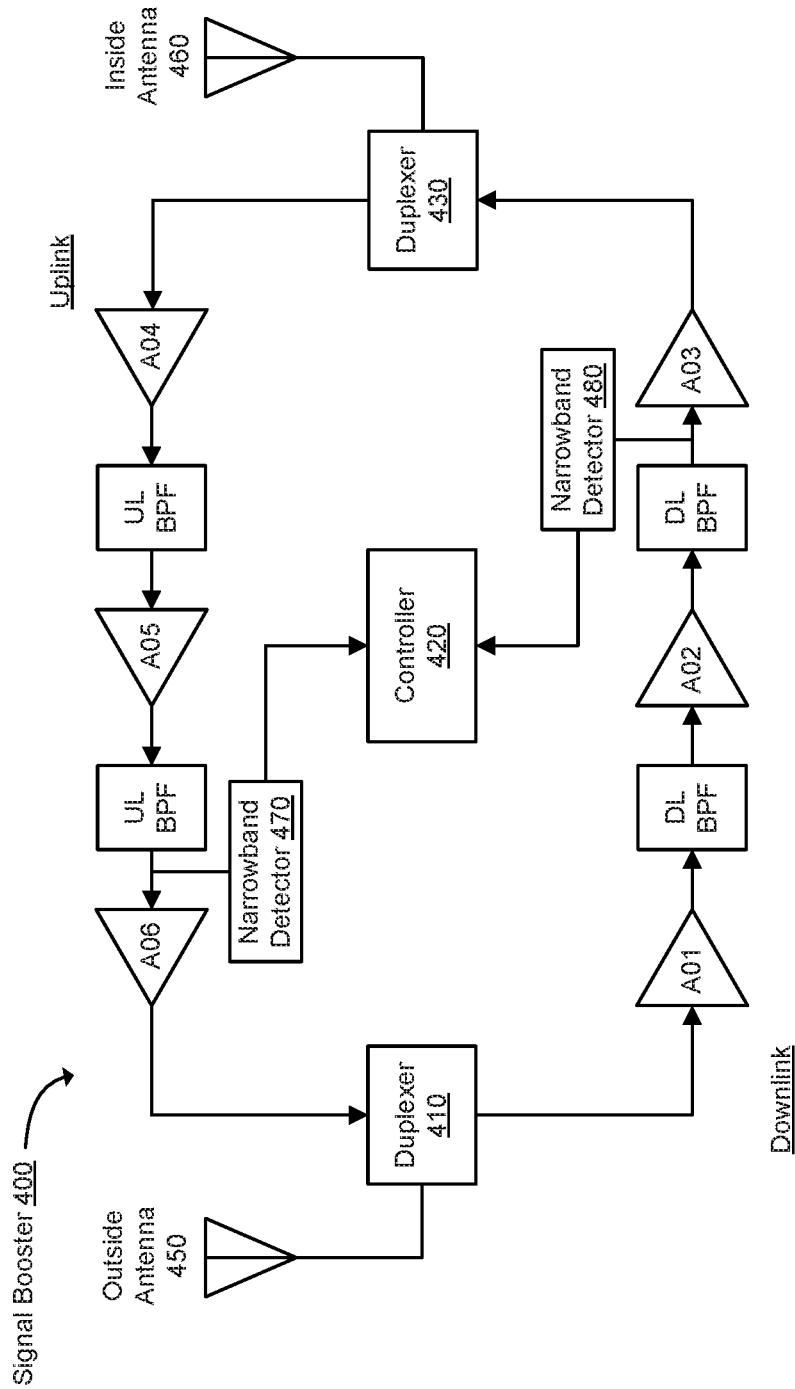 Signal Booster 400
Outside
Antenna
450
Inside
Antenna
460
Uplink
A06
UL
BPF
A05
UL
BPF
A04
Narrowband
Detector 470
Duplexer
410
Controller
420
Duplexer
430
Narrowband
Detector 480
A01
DL
BPF
A02
DL
BPF
A03
Downlink